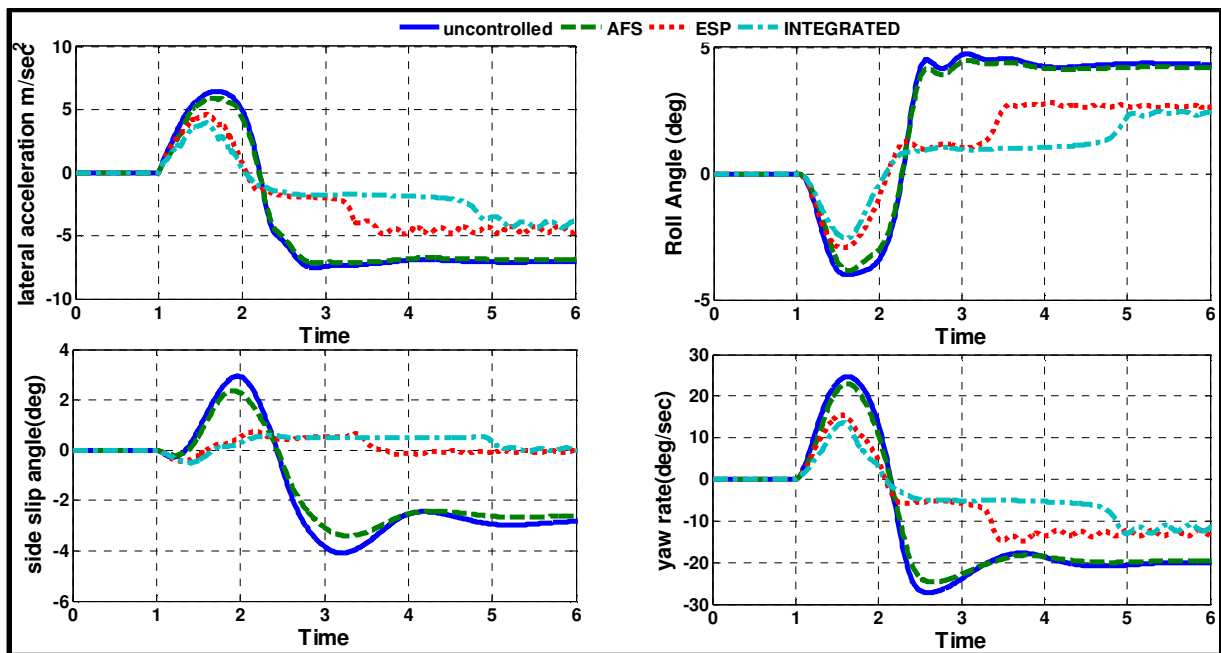 uncontrolled AFS ESP INTEGRATED
lateral acceleration m/sec²
10
5
0
-5
-10
0 1 2 3 4 5 6
Time
Roll Angle (deg)
5
0
-5
0 1 2 3 4 5 6
Time
side slip angle(deg)
4
2
0
-2
-4
-6
0 1 2 3 4 5 6
Time
yaw rate(deg/sec)
30
20
10
0
-10
-20
-30
0 1 2 3 4 5 6
Time